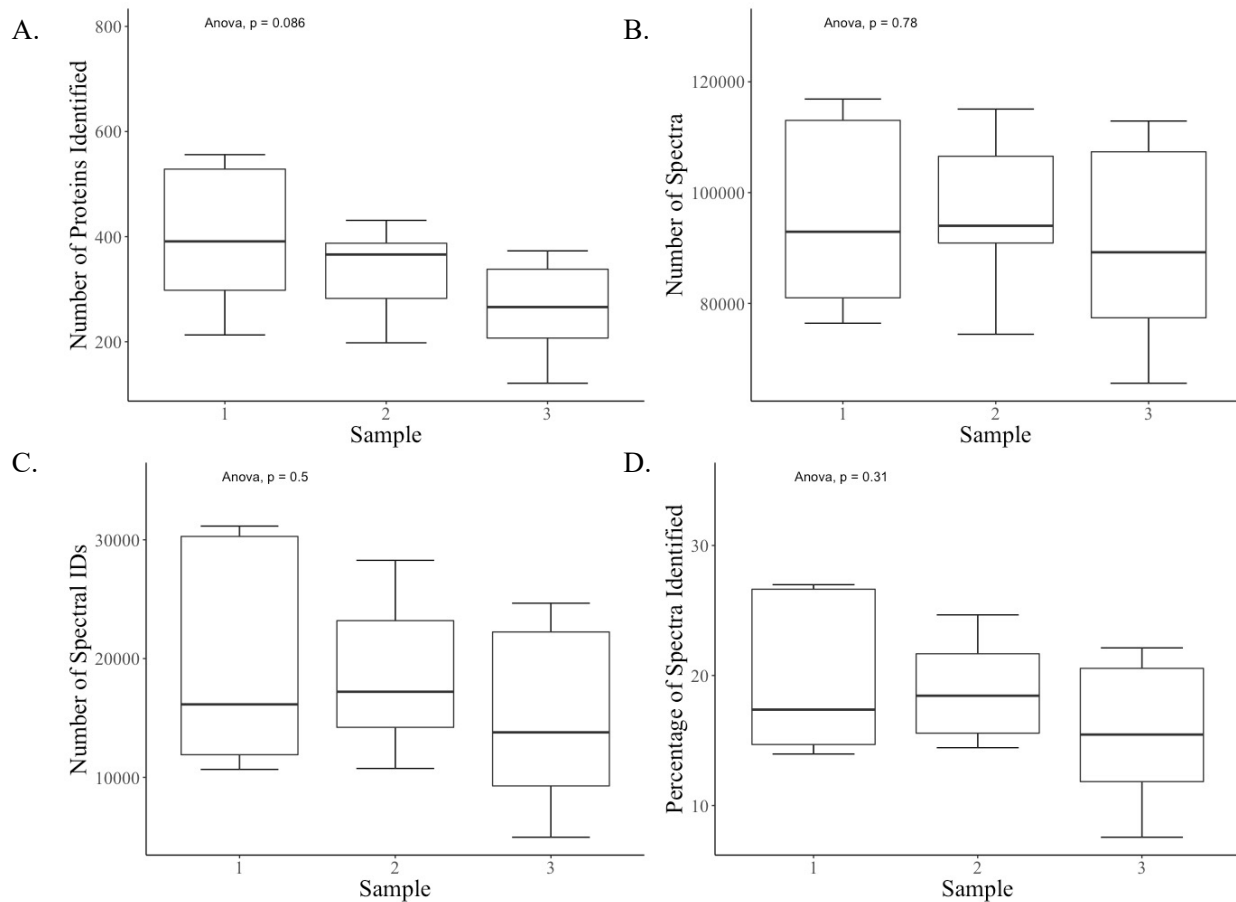 A.
Anova, p = 0.086
Number of Proteins Identified
800
600
400
200
1 2 3
Sample
B.
Anova, p = 0.78
Number of Spectra
120000
100000
80000
1 2 3
Sample
C.
Anova, p = 0.5
Number of Spectral IDs
30000
20000
10000
1 2 3
Sample
D.
Anova, p = 0.31
Percentage of Spectra Identified
30
20
10
1 2 3
Sample